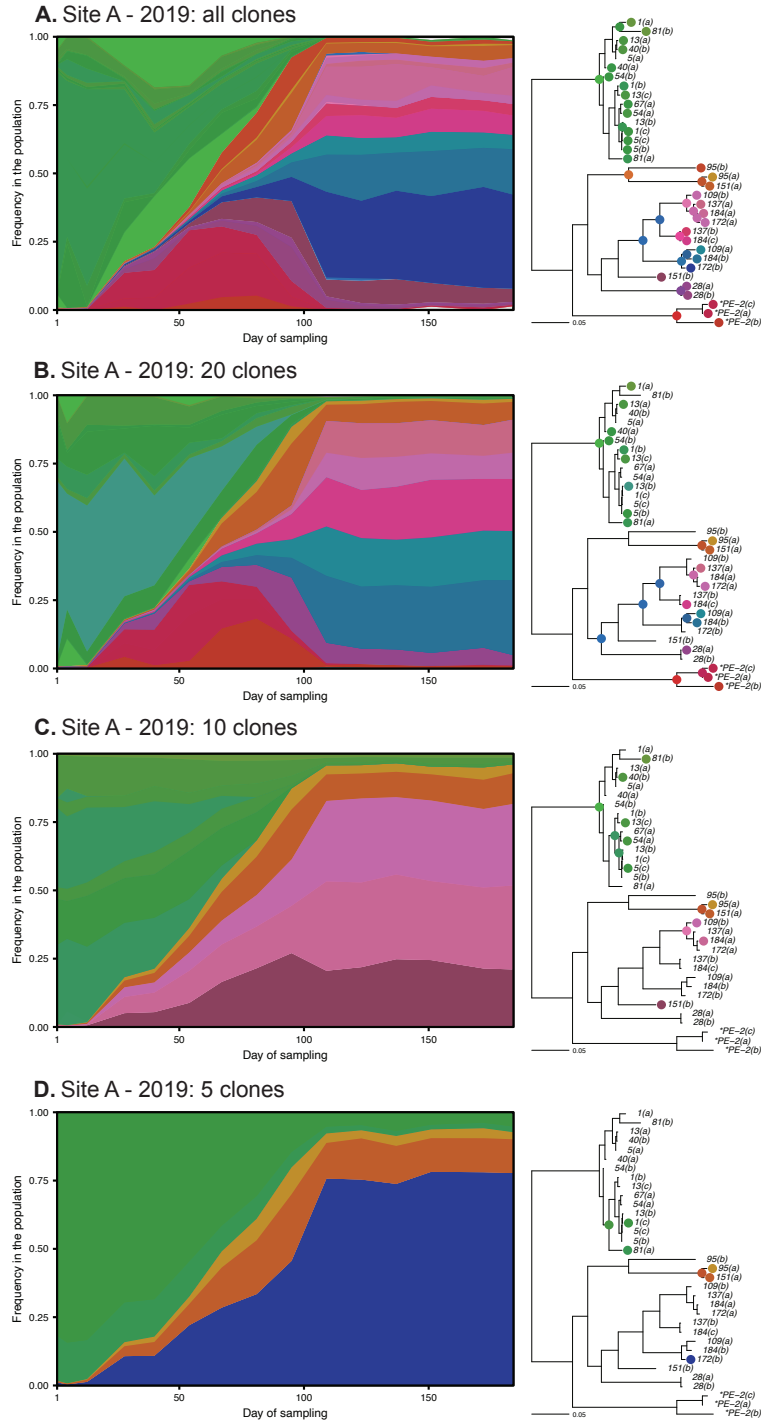 A. Site A - 2019: all clones
Frequency in the population
1.00
0.75
0.50
0.25
0.00
1
50
100
150
Day of sampling
1(a)
81(b)
13(a)
40(b)
5(a)
40(a)
54(b)
1(b)
13(c)
67(a)
54(a)
13(b)
1(c)
5(c)
5(b)
81(a)
95(b)
95(a)
151(a)
109(b)
137(a)
184(a)
172(a)
137(b)
184(c)
109(a)
184(b)
172(b)
151(b)
28(a)
28(b)
*PE-2(c)
*PE-2(a)
*PE-2(b)
0.05
B. Site A - 2019: 20 clones
Frequency in the population
1.00
0.75
0.50
0.25
0.00
1
50
100
150
Day of sampling
1(a)
81(b)
13(a)
40(b)
5(a)
40(a)
54(b)
1(b)
13(c)
67(a)
54(a)
13(b)
1(c)
5(c)
5(b)
81(a)
95(b)
95(a)
151(a)
109(b)
137(a)
184(a)
172(a)
137(b)
184(c)
109(a)
184(b)
172(b)
151(b)
28(a)
28(b)
*PE-2(c)
*PE-2(a)
*PE-2(b)
0.05
C. Site A - 2019: 10 clones
Frequency in the population
1.00
0.75
0.50
0.25
0.00
1
50
100
150
Day of sampling
1(a)
81(b)
13(a)
40(b)
5(a)
40(a)
54(b)
1(b)
13(c)
67(a)
54(a)
13(b)
1(c)
5(c)
5(b)
81(a)
95(b)
95(a)
151(a)
109(b)
137(a)
184(a)
172(a)
137(b)
184(c)
109(a)
184(b)
172(b)
151(b)
28(a)
28(b)
*PE-2(c)
*PE-2(a)
*PE-2(b)
0.05
D. Site A - 2019: 5 clones
Frequency in the population
1.00
0.75
0.50
0.25
0.00
1
50
100
150
Day of sampling
1(a)
81(b)
13(a)
40(b)
5(a)
40(a)
54(b)
1(b)
13(c)
67(a)
54(a)
13(b)
1(c)
5(c)
5(b)
81(a)
95(b)
95(a)
151(a)
109(b)
137(a)
184(a)
172(a)
137(b)
184(c)
109(a)
184(b)
172(b)
151(b)
28(a)
28(b)
*PE-2(c)
*PE-2(a)
*PE-2(b)
0.05